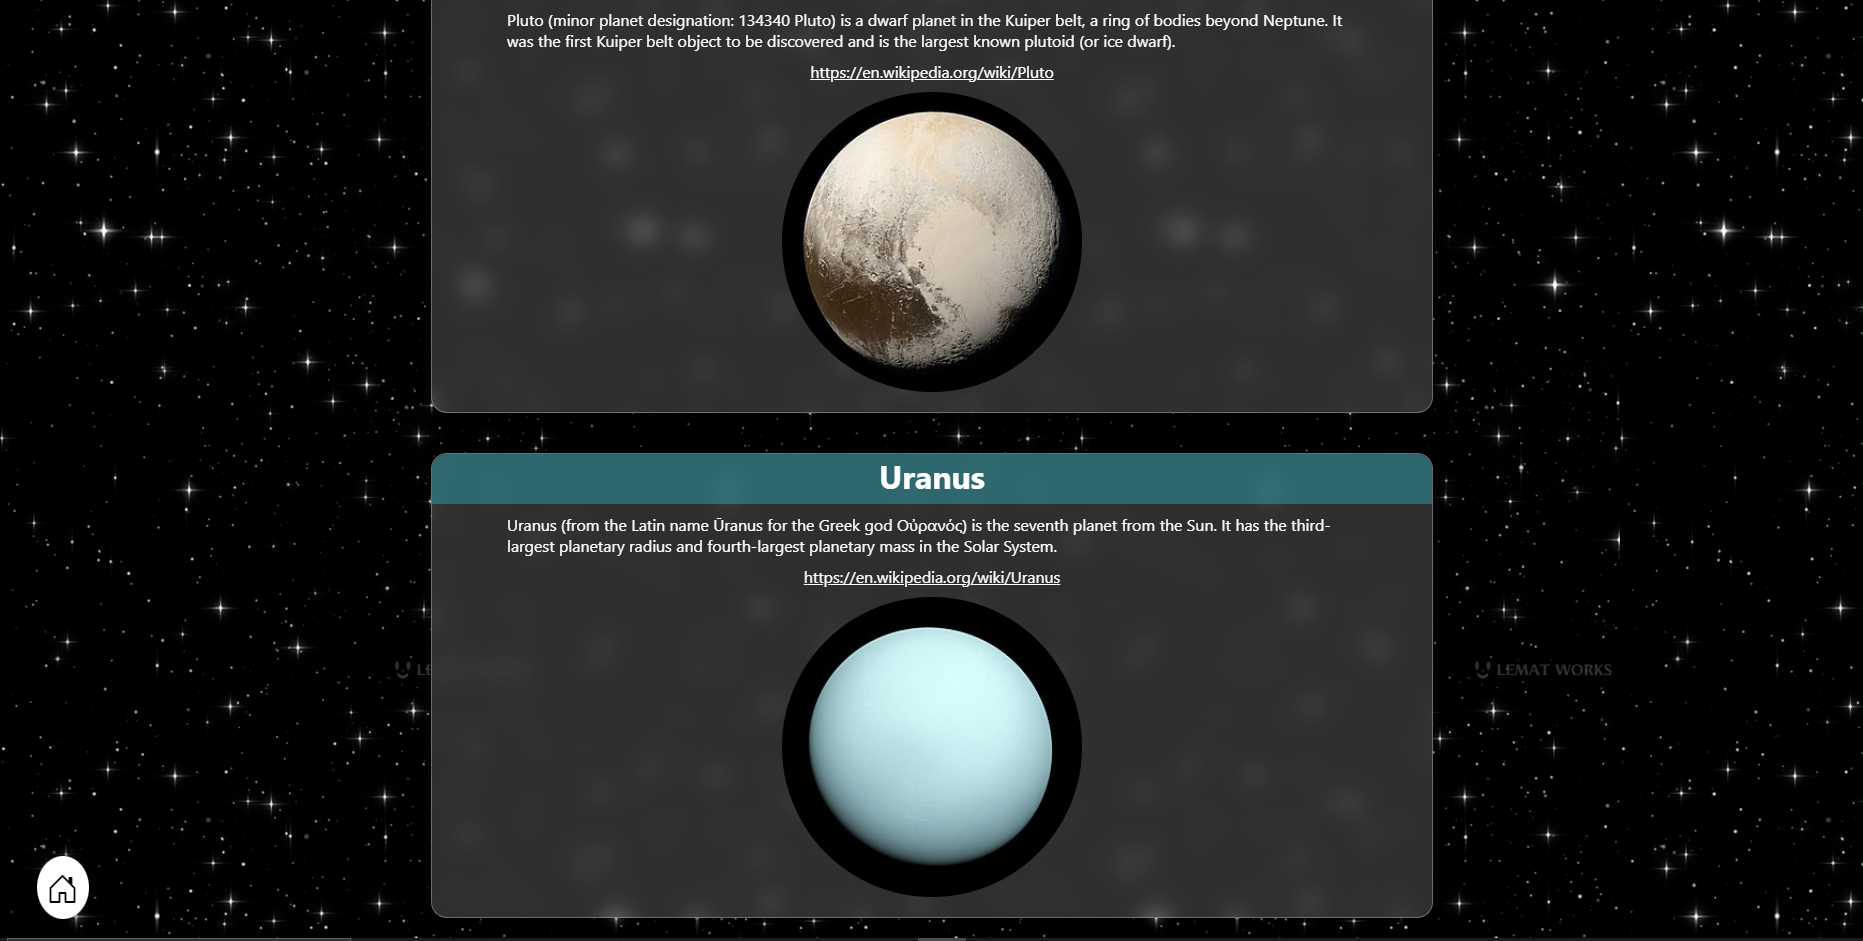 Pluto (minor planet designation: 134340 Pluto) is a dwarf planet in the Kuiper belt, a ring of bodies beyond Neptune. It
was the first Kuiper belt object to be discovered and is the largest known plutoid (or ice dwarf).
https://en.wikipedia.org/wiki/Pluto
Uranus
Uranus (from the Latin name Ūranus for the Greek god Οὐρανός) is the seventh planet from the Sun. It has the third-
largest planetary radius and fourth-largest planetary mass in the Solar System.
https://en.wikipedia.org/wiki/Uranus
LEMAT WORKS